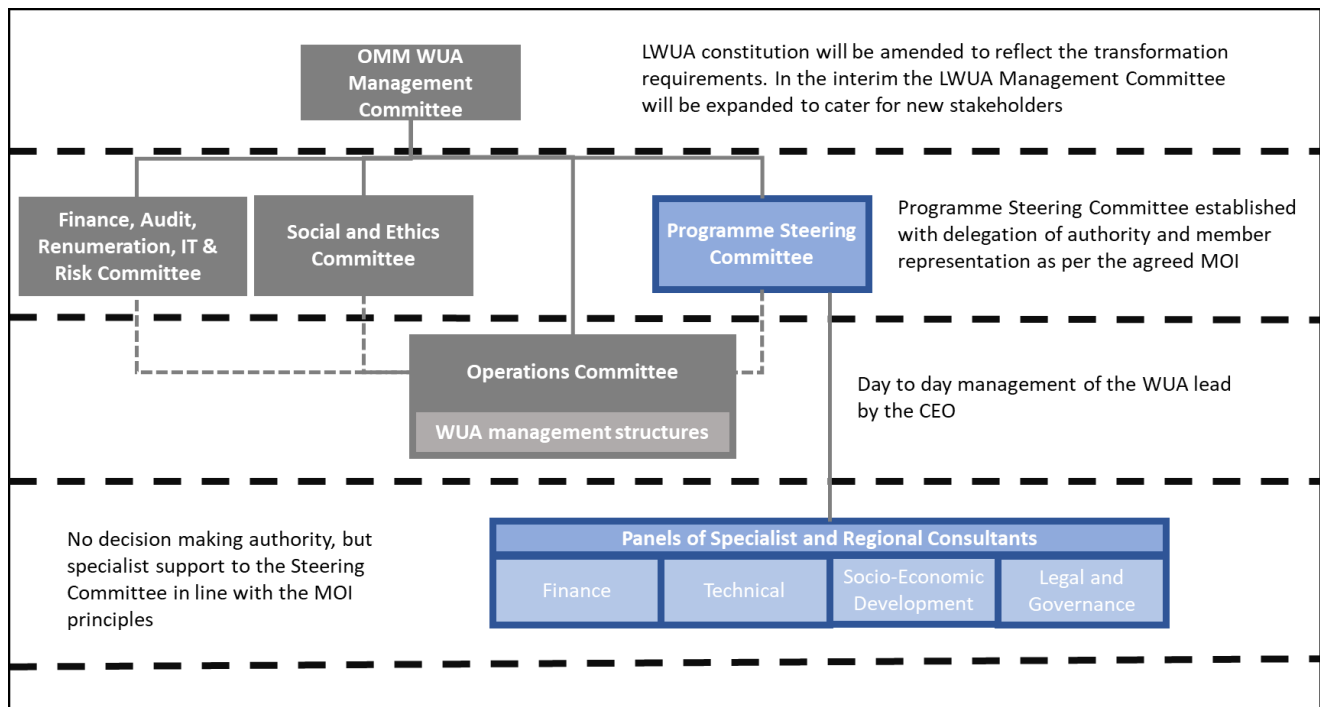 OMM WUA
Management
Committee
LWUA constitution will be amended to reflect the transformation
requirements. In the interim the LWUA Management Committee
will be expanded to cater for new stakeholders
Finance, Audit,
Renumeration, IT &
Risk Committee
Social and Ethics
Committee
Programme Steering
Committee
Programme Steering Committee established
with delegation of authority and member
representation as per the agreed MOI
Operations Committee
WUA management structures
Day to day management of the WUA lead
by the CEO
No decision making authority, but
specialist support to the Steering
Committee in line with the MOI
principles
Panels of Specialist and Regional Consultants
Finance
Technical
Socio-Economic
Development
Legal and
Governance